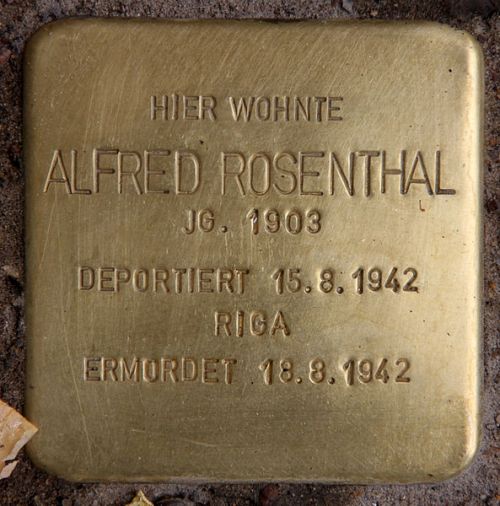 HIER WOHNTE
ALFRED ROSENTHAL
JG. 1903
DEPORTIERT 15.8.1942
RIGA
ERMORDET 18.8.1942